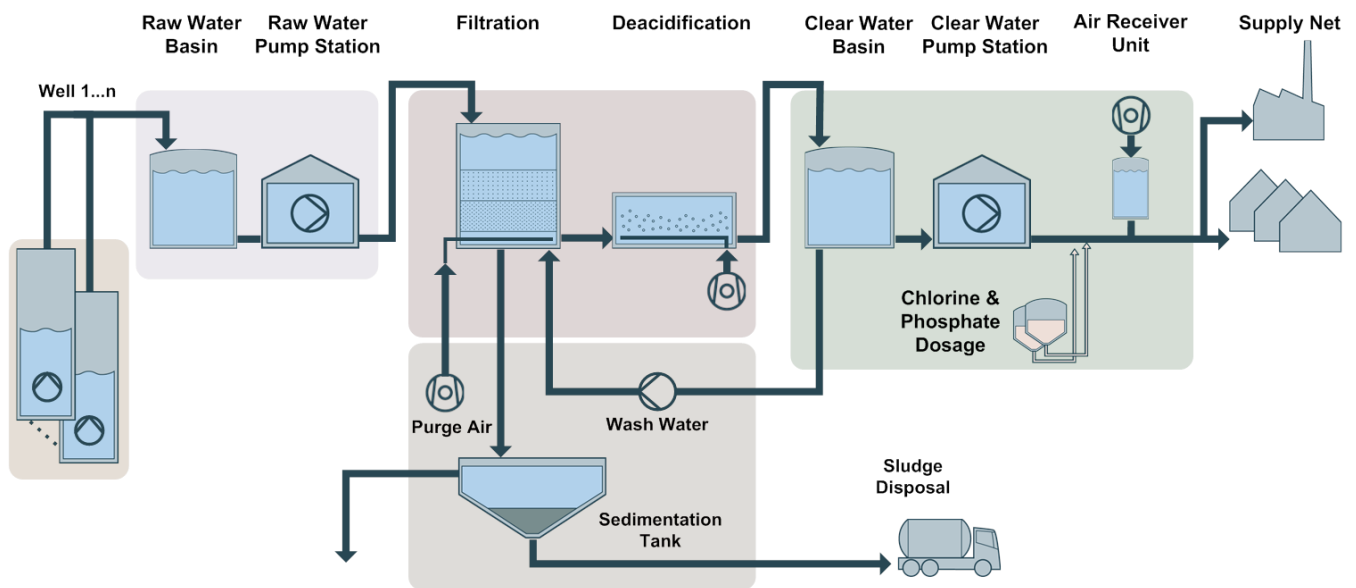 Raw Water
Basin
Raw Water
Pump Station
Filtration
Deacidification
Clear Water
Basin
Clear Water
Pump Station
Air Receiver
Unit
Supply Net
Well 1...n
Chlorine &
Phosphate
Dosage
Purge Air
Wash Water
Sedimentation
Tank
Sludge
Disposal